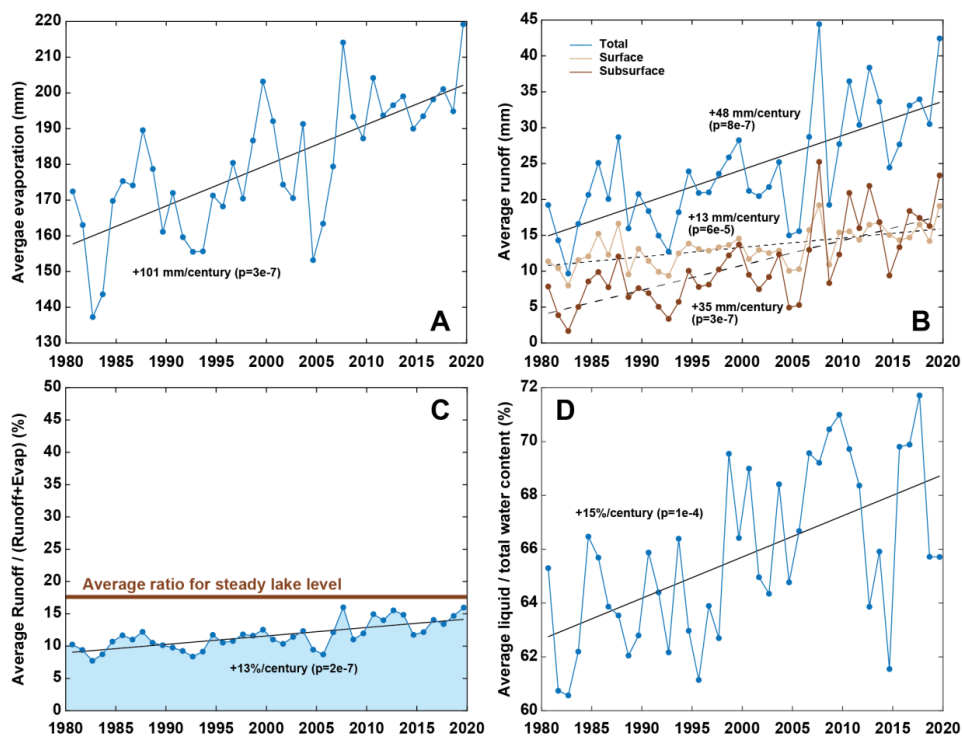 Avergae evaporation (mm)
220
210
200
190
180
170
160
150
140
130
+101 mm/century (p=3e-7)
A
1980 1985 1990 1995 2000 2005 2010 2015 2020
Average runoff (mm)
45
40
35
30
25
20
15
10
5
0
Total
Surface
Subsurface
+48 mm/century
(p=8e-7)
+13 mm/century
(p=6e-5)
+35 mm/century
(p=3e-7)
B
1980 1985 1990 1995 2000 2005 2010 2015 2020
Average Runoff / (Runoff+Evap) (%)
50
45
40
35
30
25
20
15
10
5
0
C
Average ratio for steady lake level
+13%/century (p=2e-7)
1980 1985 1990 1995 2000 2005 2010 2015 2020
Average liquid / total water content (%)
72
70
68
66
64
62
60
D
+15%/century (p=1e-4)
1980 1985 1990 1995 2000 2005 2010 2015 2020